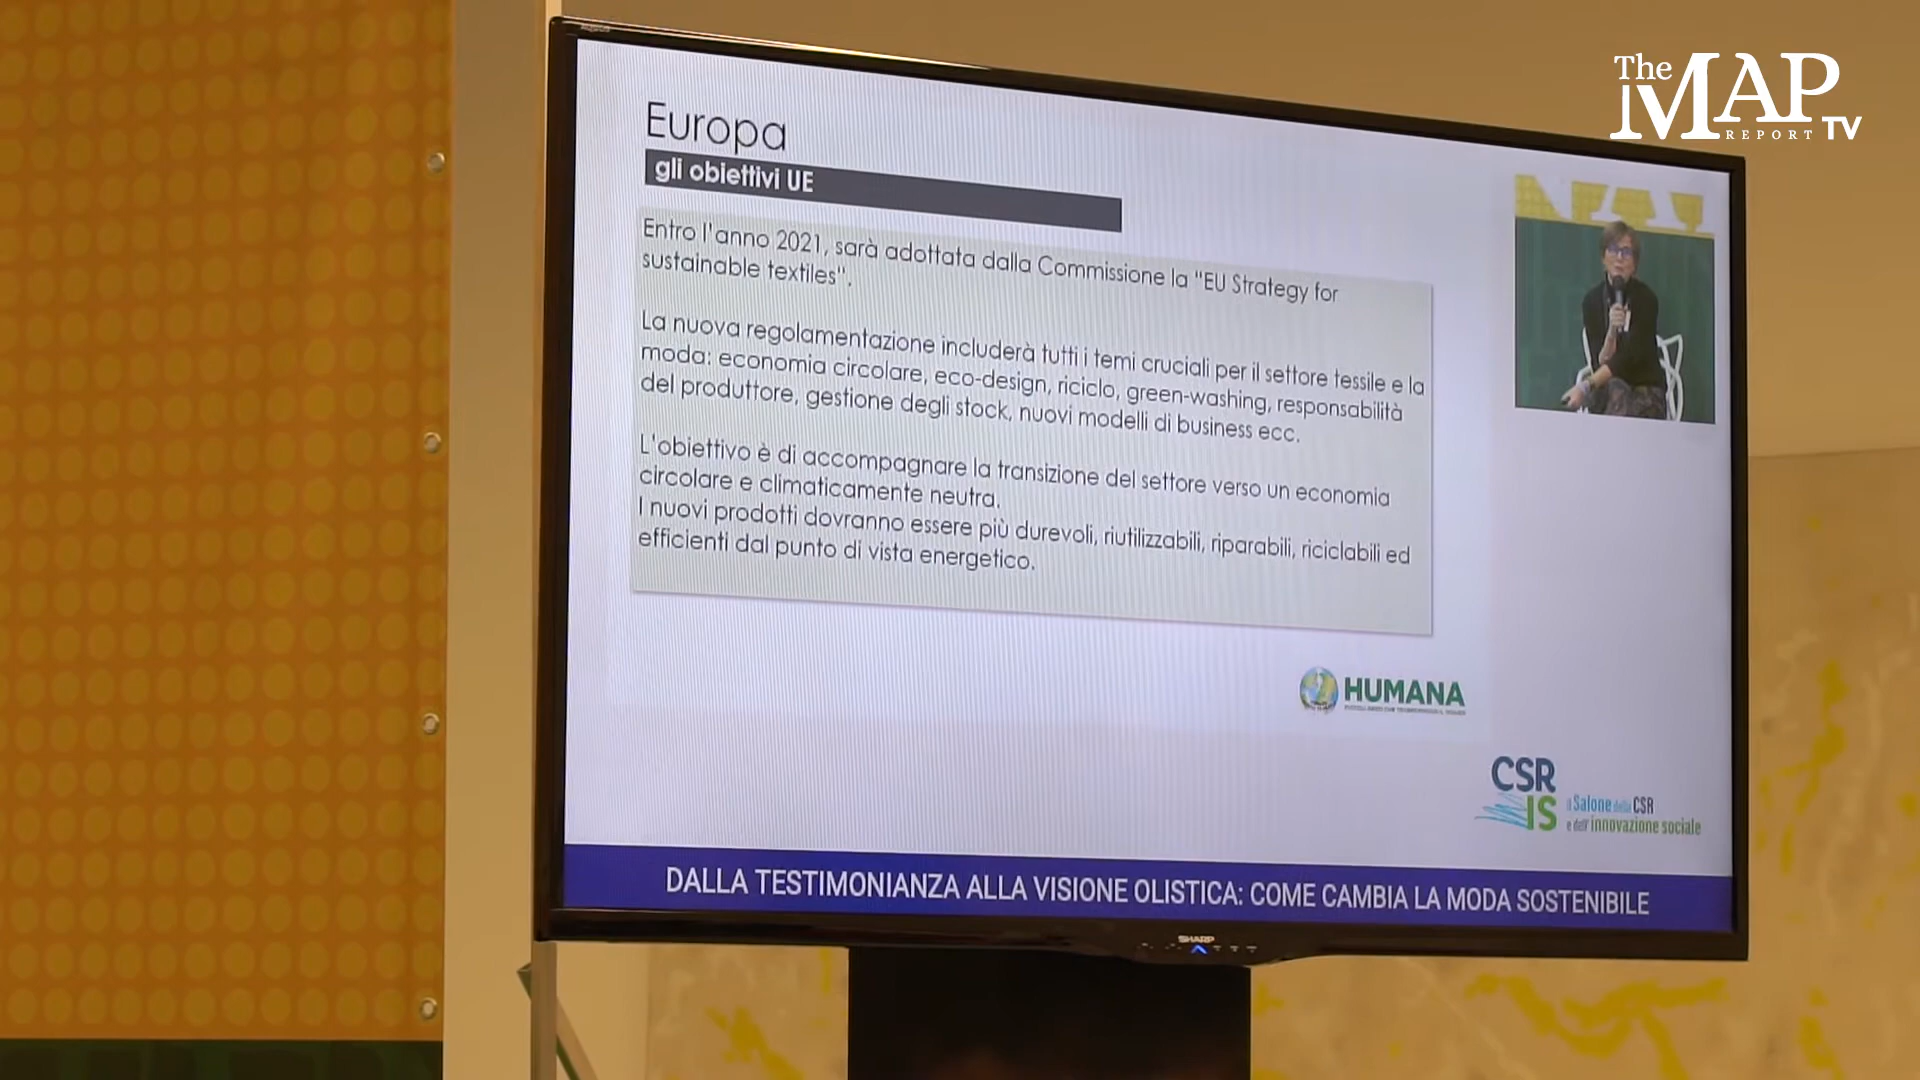 The
MAP
REPORT TV
Europa
gli obiettivi UE
Entro l'anno 2021, sarà adottata dalla Commissione la "EU Strategy for
sustainable textiles".
La nuova regolamentazione includerà tutti i temi cruciali per il settore tessile e la
moda: economia circolare, eco-design, riciclo, green-washing, responsabilità
del produttore, gestione degli stock, nuovi modelli di business ecc.
L'obiettivo è di accompagnare la transizione del settore verso un economia
circolare e climaticamente neutra.
I nuovi prodotti dovranno essere più durevoli, riutilizzabili, riparabili, riciclabili ed
efficienti dal punto di vista energetico.
HUMANA
CSR
IS
il Salone della CSR
e dell'innovazione sociale
DALLA TESTIMONIANZA ALLA VISIONE OLISTICA: COME CAMBIA LA MODA SOSTENIBILE
SHARP